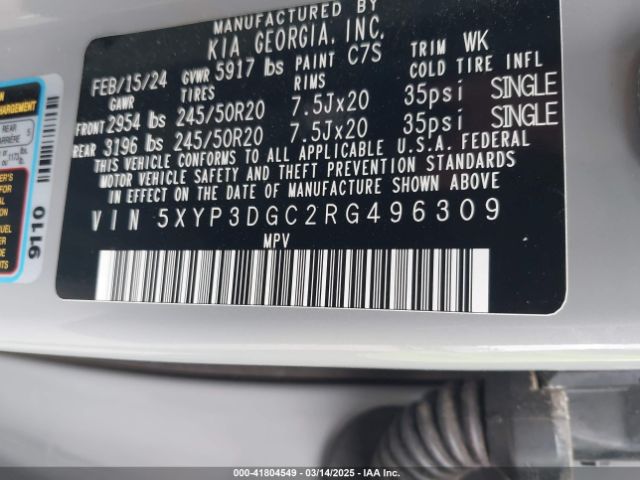 MANUFACTURED BY
KIA GEORGIA, INC.
FEB/15/24 GVWR 5917 lbs PAINT C7S TRIM WK
GAWR TIRES RIMS COLD TIRE INFL
FRONT 2954 lbs 245/50R20 7.5Jx20 35psi SINGLE
REAR 3196 lbs 245/50R20 7.5Jx20 35psi SINGLE
THIS VEHICLE CONFORMS TO ALL APPLICABLE U.S.A. FEDERAL
MOTOR VEHICLE SAFETY AND THEFT PREVENTION STANDARDS
IN EFFECT ON THE DATE OF MANUFACTURE SHOWN ABOVE.
VIN 5XYP3DGC2RG496309
MPV
REAR 5
9110
000-41804549 — 03/14/2025 — IAA Inc.